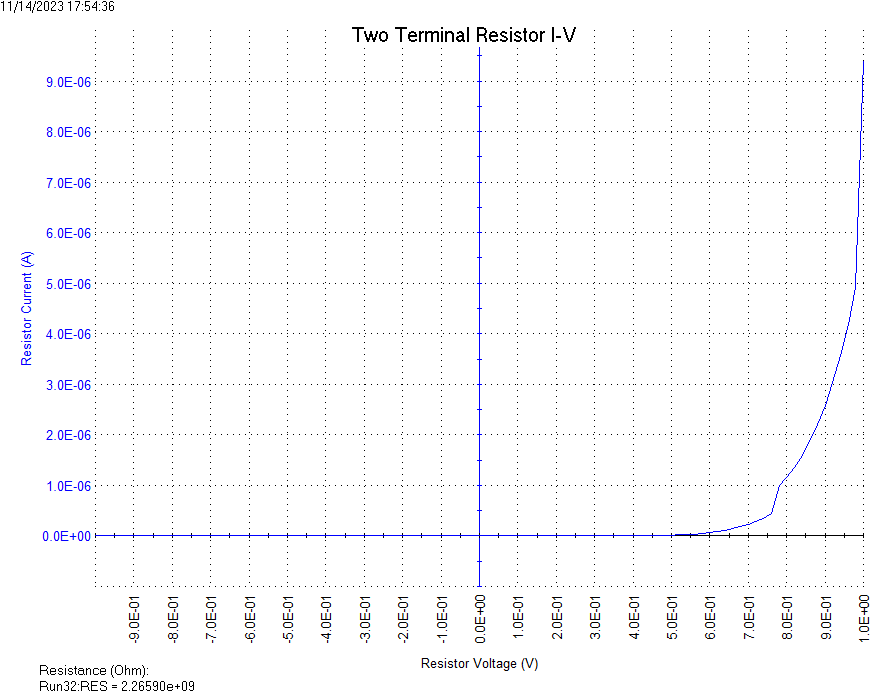 11/14/2023 17:54:36
Two Terminal Resistor I-V
9.0E-06
8.0E-06
7.0E-06
6.0E-06
5.0E-06
4.0E-06
3.0E-06
2.0E-06
1.0E-06
0.0E+00
Resistor Current (A)
-9.0E-01
-8.0E-01
-7.0E-01
-6.0E-01
-5.0E-01
-4.0E-01
-3.0E-01
-2.0E-01
-1.0E-01
0.0E+00
1.0E-01
2.0E-01
3.0E-01
4.0E-01
5.0E-01
6.0E-01
7.0E-01
8.0E-01
9.0E-01
1.0E+00
Resistor Voltage (V)
Resistance (Ohm):
Run32:RES = 2.26590e+09